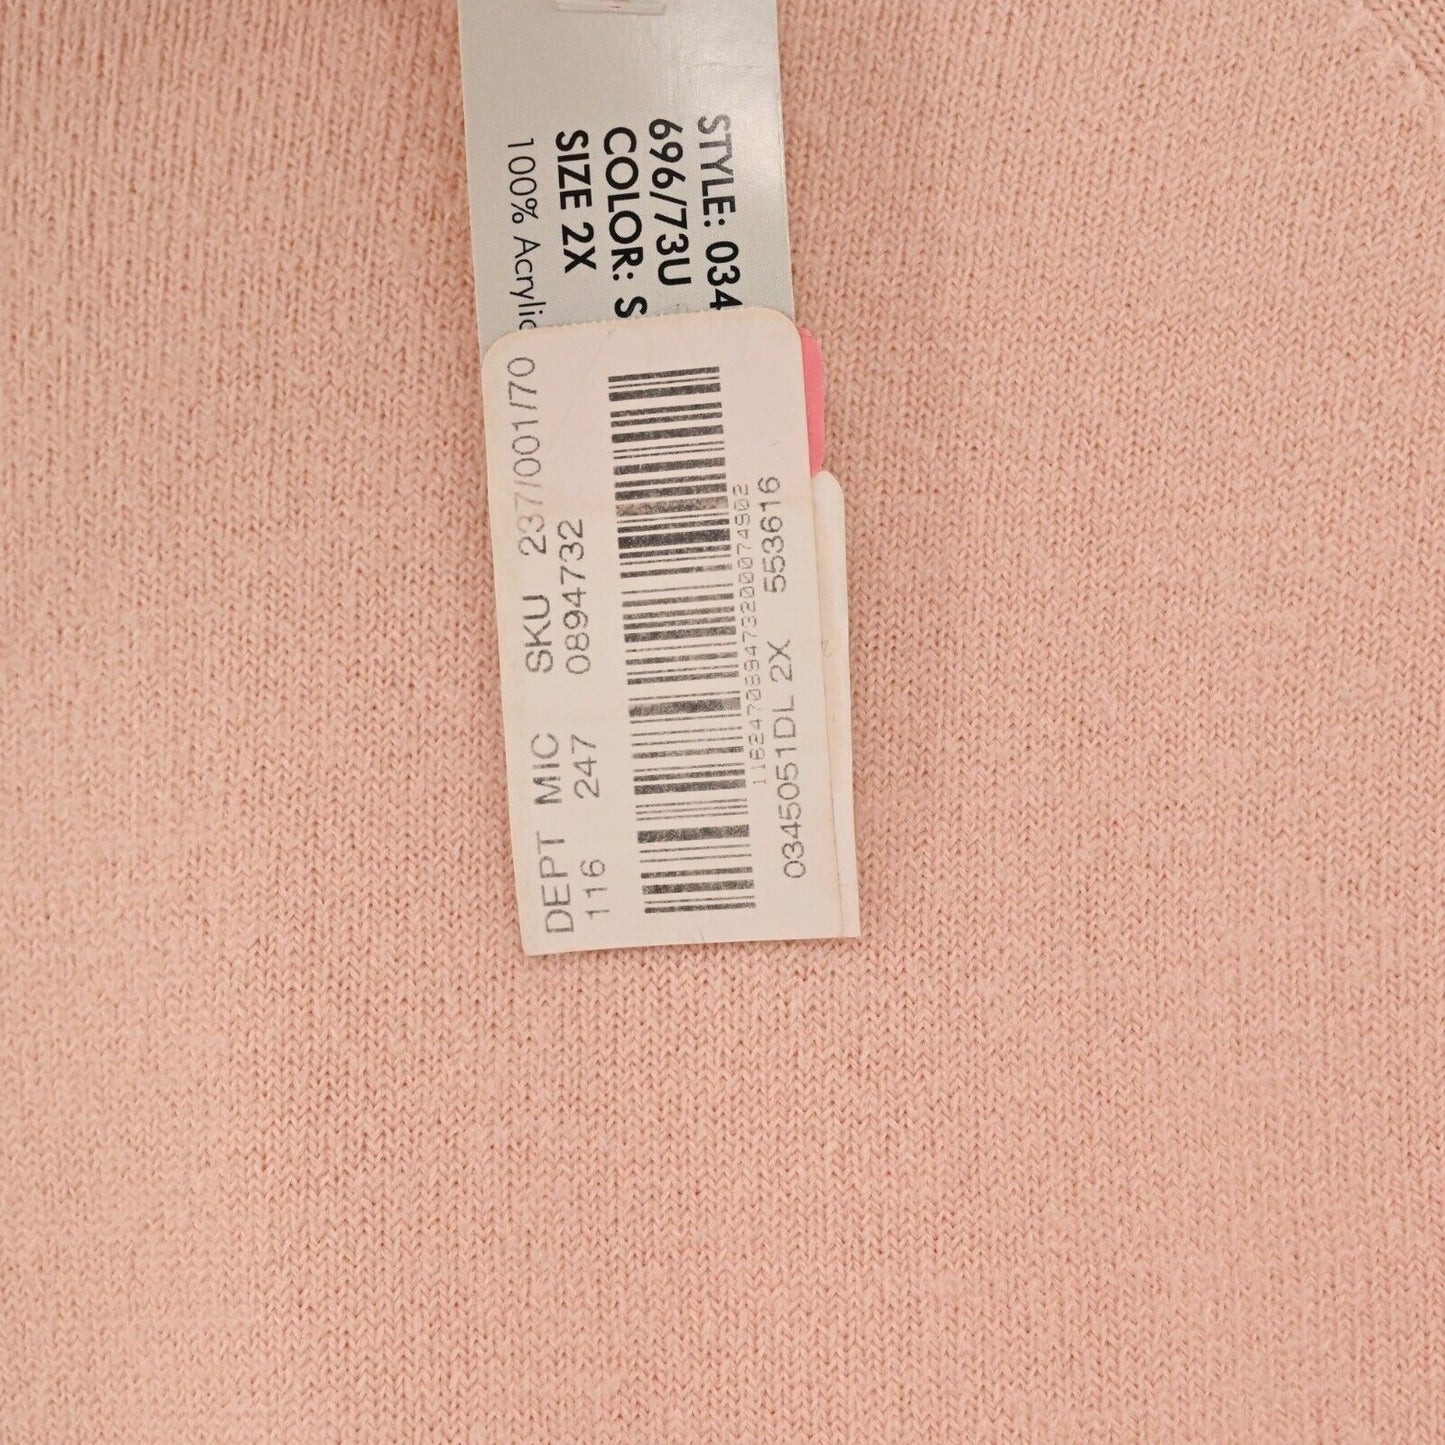 STYLE: 034
696/73U
COLOR: S
SIZE 2X
100% Acrylic
DEPT MIC SKU 237/001/70
116 247 0894732
116247089473200074902
0345051DL 2X 553616